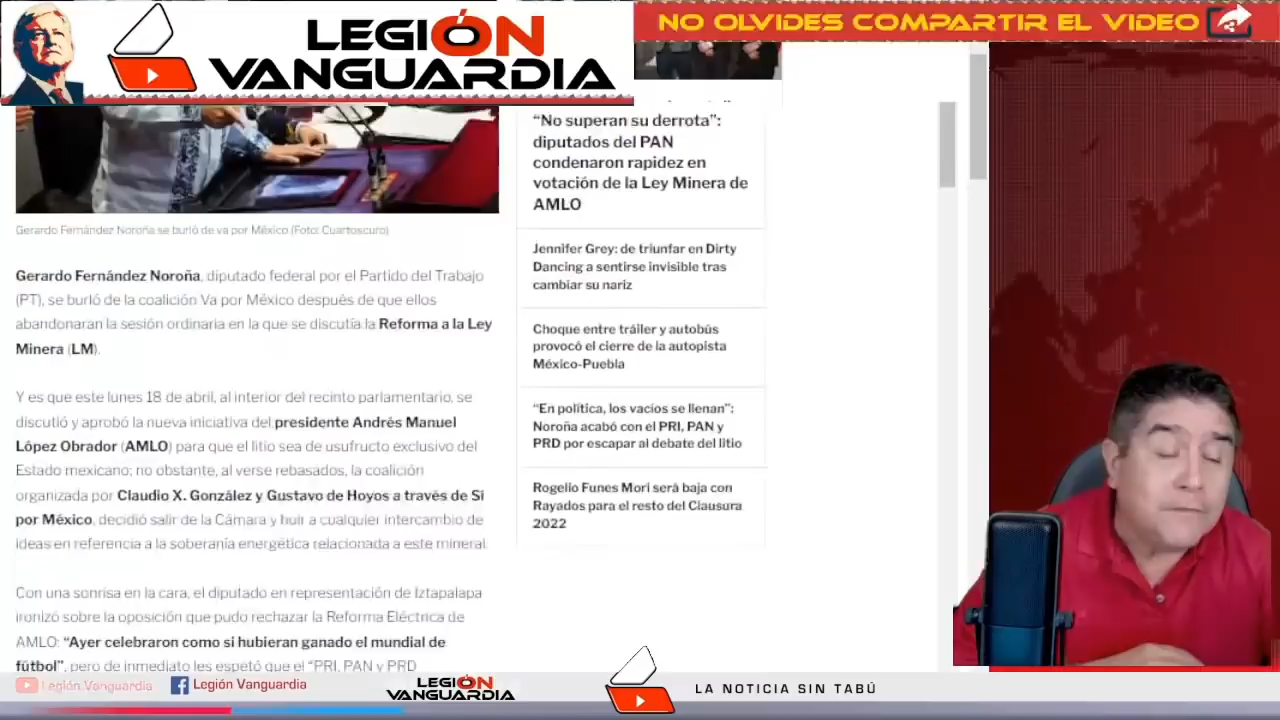 LEGIÓN
VANGUARDIA
NO OLVIDES COMPARTIR EL VIDEO
Gerardo Fernández Noroña se burló de va por México (Foto: Cuartoscuro)
Gerardo Fernández Noroña, diputado federal por el Partido del Trabajo
(PT), se burló de la coalición Va por México después de que ellos
abandonaran la sesión ordinaria en la que se discutía la Reforma a la Ley
Minera (LM).
Y es que este lunes 18 de abril, al interior del recinto parlamentario, se
discutió y aprobó la nueva iniciativa del presidente Andrés Manuel
López Obrador (AMLO) para que el litio sea de usufructo exclusivo del
Estado mexicano; no obstante, al verse rebasados, la coalición
organizada por Claudio X. González y Gustavo de Hoyos a través de Sí
por México, decidió salir de la Cámara y huir a cualquier intercambio de
ideas en referencia a la soberanía energética relacionada a este mineral.
Con una sonrisa en la cara, el diputado en representación de Iztapalapa
ironizó sobre la oposición que pudo rechazar la Reforma Eléctrica de
AMLO: “Ayer celebraron como si hubieran ganado el mundial de
fútbol”, pero de inmediato les espetó que el “PRI, PAN y PRD
“No superan su derrota”:
diputados del PAN
condenaron rapidez en
votación de la Ley Minera de
AMLO
Jennifer Grey: de triunfar en Dirty
Dancing a sentirse invisible tras
cambiar su nariz
Choque entre tráiler y autobús
provocó el cierre de la autopista
México-Puebla
“En política, los vacíos se llenan”:
Noroña acabó con el PRI, PAN y
PRD por escapar al debate del litio
Rogelio Funes Mori será baja con
Rayados para el resto del Clausura
2022
Legión Vanguardia
Legión Vanguardia
LEGIÓN
VANGUARDIA
LA NOTICIA SIN TABÚ